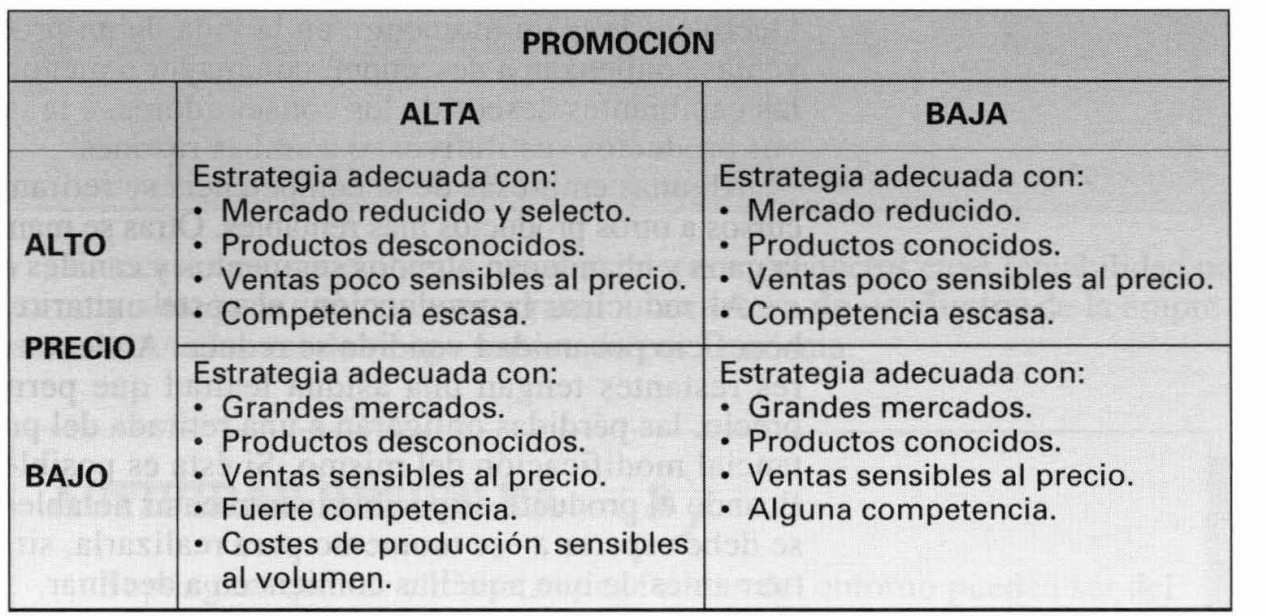 PROMOCIÓN
ALTA
BAJA
ALTO
PRECIO
BAJO
Estrategia adecuada con:
• Mercado reducido y selecto.
• Productos desconocidos.
• Ventas poco sensibles al precio.
• Competencia escasa.
Estrategia adecuada con:
• Mercado reducido.
• Productos conocidos.
• Ventas poco sensibles al precio.
• Competencia escasa.
Estrategia adecuada con:
• Grandes mercados.
• Productos desconocidos.
• Ventas sensibles al precio.
• Fuerte competencia.
• Costes de producción sensibles
al volumen.
Estrategia adecuada con:
• Grandes mercados.
• Productos conocidos.
• Ventas sensibles al precio.
• Alguna competencia.